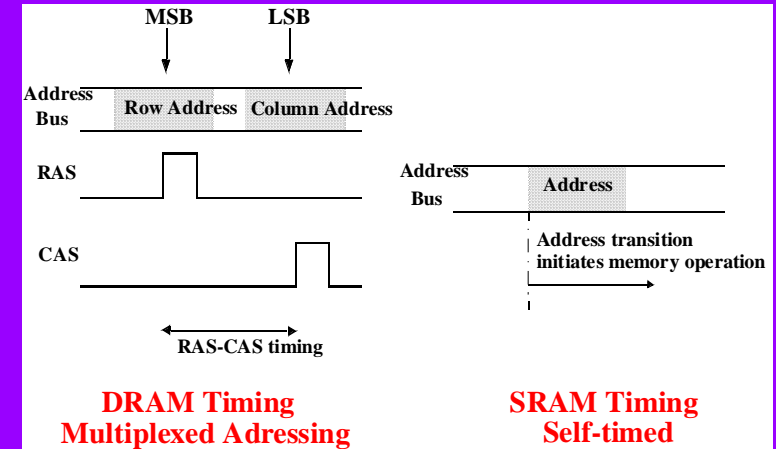 MSB
LSB
Address
Bus
Row Address
Column Address
RAS
CAS
RAS-CAS timing
DRAM Timing
Multiplexed Adressing
Address
Bus
Address
Address transition
initiates memory operation
SRAM Timing
Self-timed